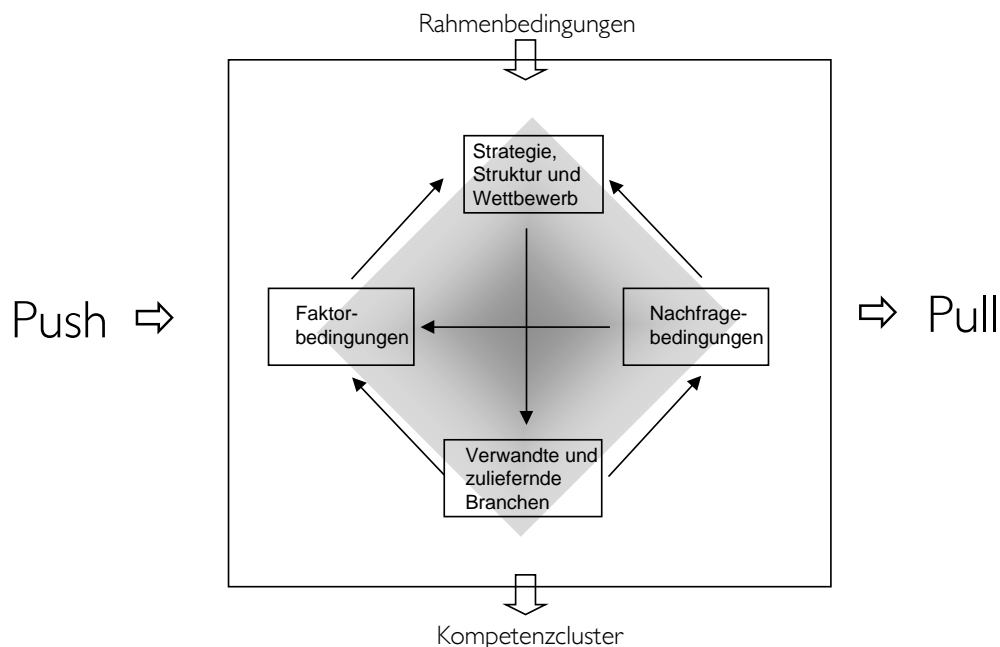 Rahmenbedingungen
Strategie,
Struktur und
Wettbewerb
Push
Faktor-
bedingungen
Nachfrage-
bedingungen
Pull
Verwandte und
zuliefernde
Branchen
Kompetenzcluster